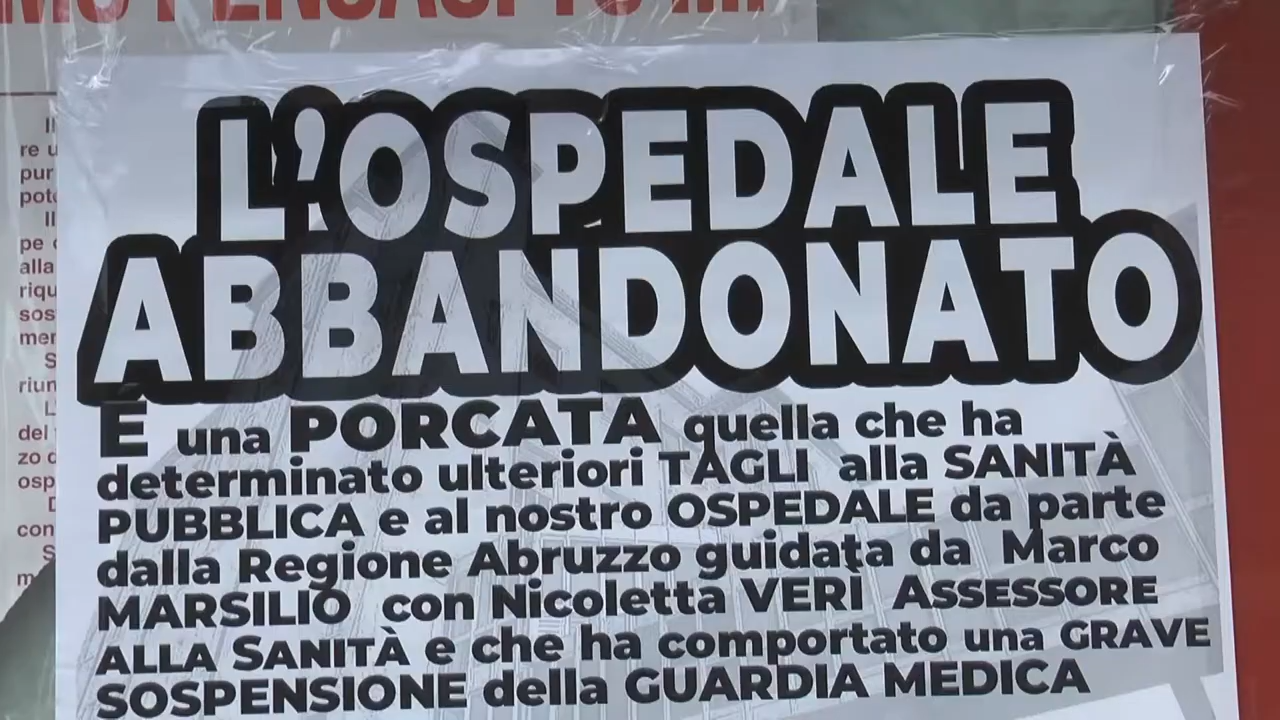 L'OSPEDALE
ABBANDONATO
È una PORCATA quella che ha
determinato ulteriori TAGLI alla SANITÀ
PUBBLICA e al nostro OSPEDALE da parte
dalla Regione Abruzzo guidata da Marco
MARSILIO con Nicoletta VERÌ ASSESSORE
ALLA SANITÀ e che ha comportato una GRAVE
SOSPENSIONE della GUARDIA MEDICA